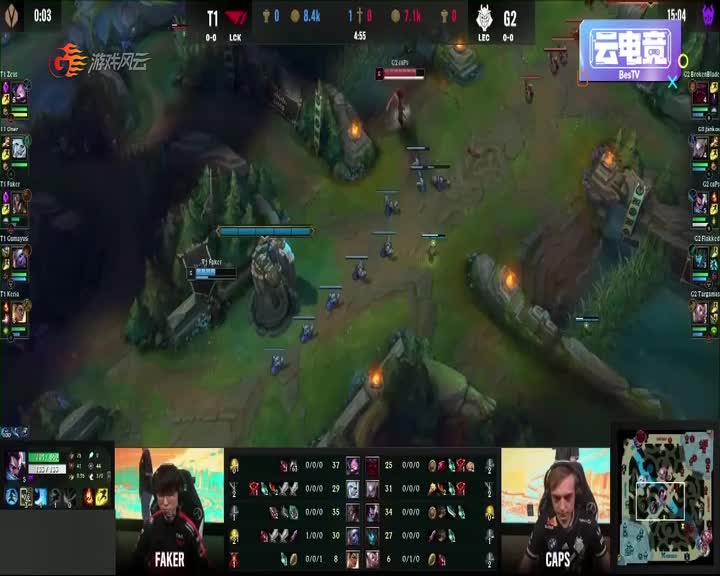 0:03
T1
LCK
0-0
0
8.4k
1
0
7.1k
0
4:55
G2
LEC
0-0
15:04
游戏风云
云电竞
BesTV
T1 Zeus
T1 Oner
T1 Faker
T1 Gumayusi
T1 Keria
G2 BrokenBlade
G2 Jankos
G2 caPs
G2 Flakked
G2 Targamas
G2 caPs
T1 Faker
0/0/0 37 25 0/0/0
0/0/0 29 31 0/0/0
0/0/0 35 34 0/0/0
1/0/0 30 27 0/0/0
0/0/1 8 6 0/1/0
FAKER
CAPS